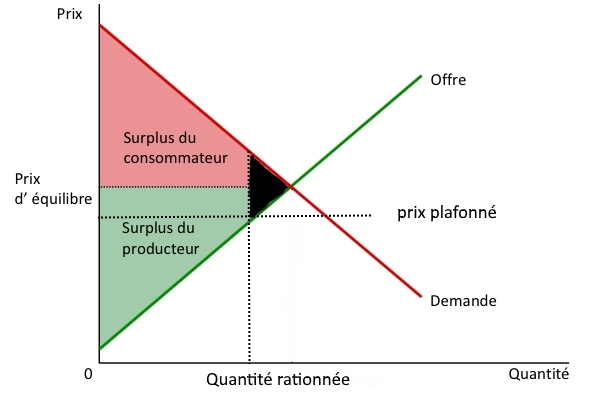 Prix
Offre
Surplus du
consommateur
Prix
d’ équilibre
prix plafonné
Surplus du
producteur
Demande
0
Quantité rationnée
Quantité